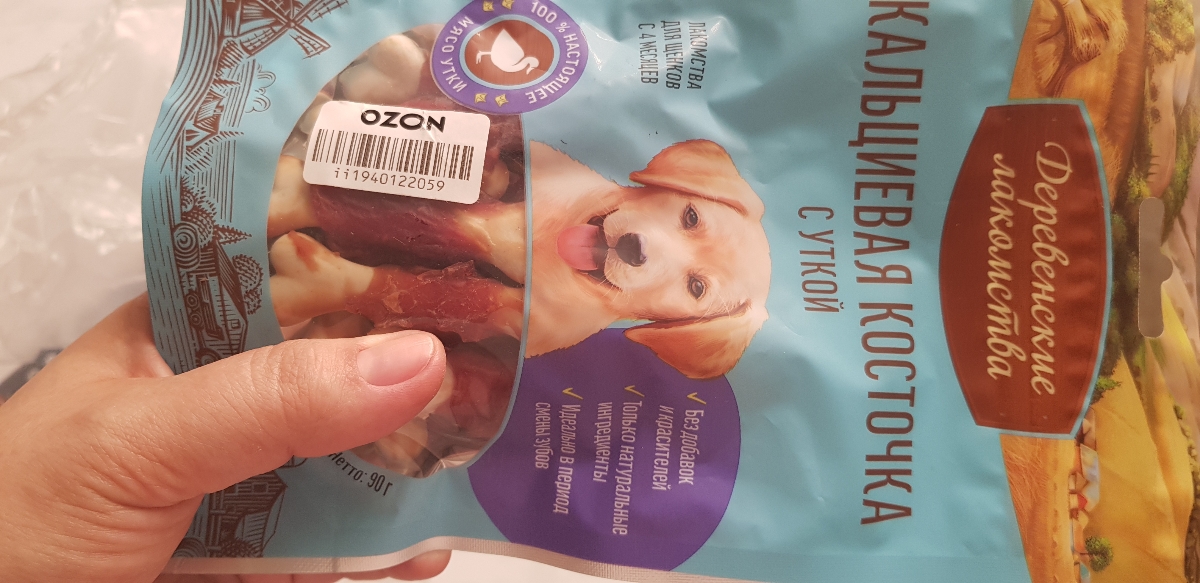 Деревенские
лакомства
КАЛЬЦИЕВАЯ КОСТОЧКА
С УТКОЙ
ЛАКОМСТВА
ДЛЯ ЩЕНКОВ
С 4 МЕСЯЦЕВ
100% НАСТОЯЩЕЕ
МЯСО УТКИ
OZON
ii1940122059
✓ Без добавок
и красителей
✓ Только натуральные
ингредиенты
✓ Идеально в период
смены зубов
Нетто: 90 г